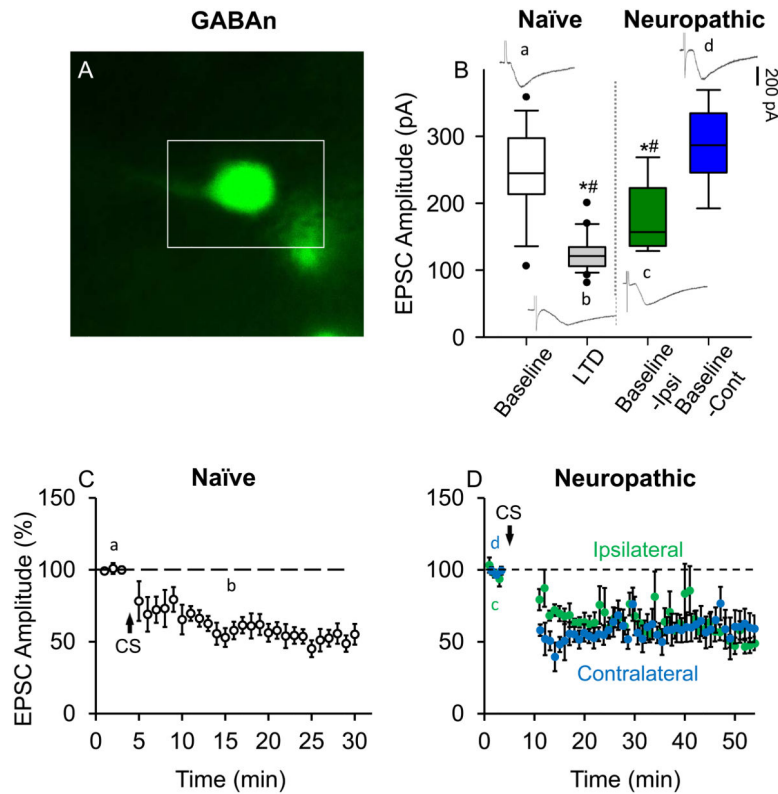 GABAn
Naïve
Neuropathic
A
B
a
d
200 pA
EPSC Amplitude (pA)
300
200
100
0
*#
*#
b
c
Baseline
LTD
Baseline
-Ipsi
Baseline
-Cont
C
Naïve
EPSC Amplitude (%)
150
100
50
0
a
b
CS
0
5
10
15
20
25
30
Time (min)
D
Neuropathic
150
100
50
0
CS
d
c
Ipsilateral
Contralateral
0
10
20
30
40
50
Time (min)